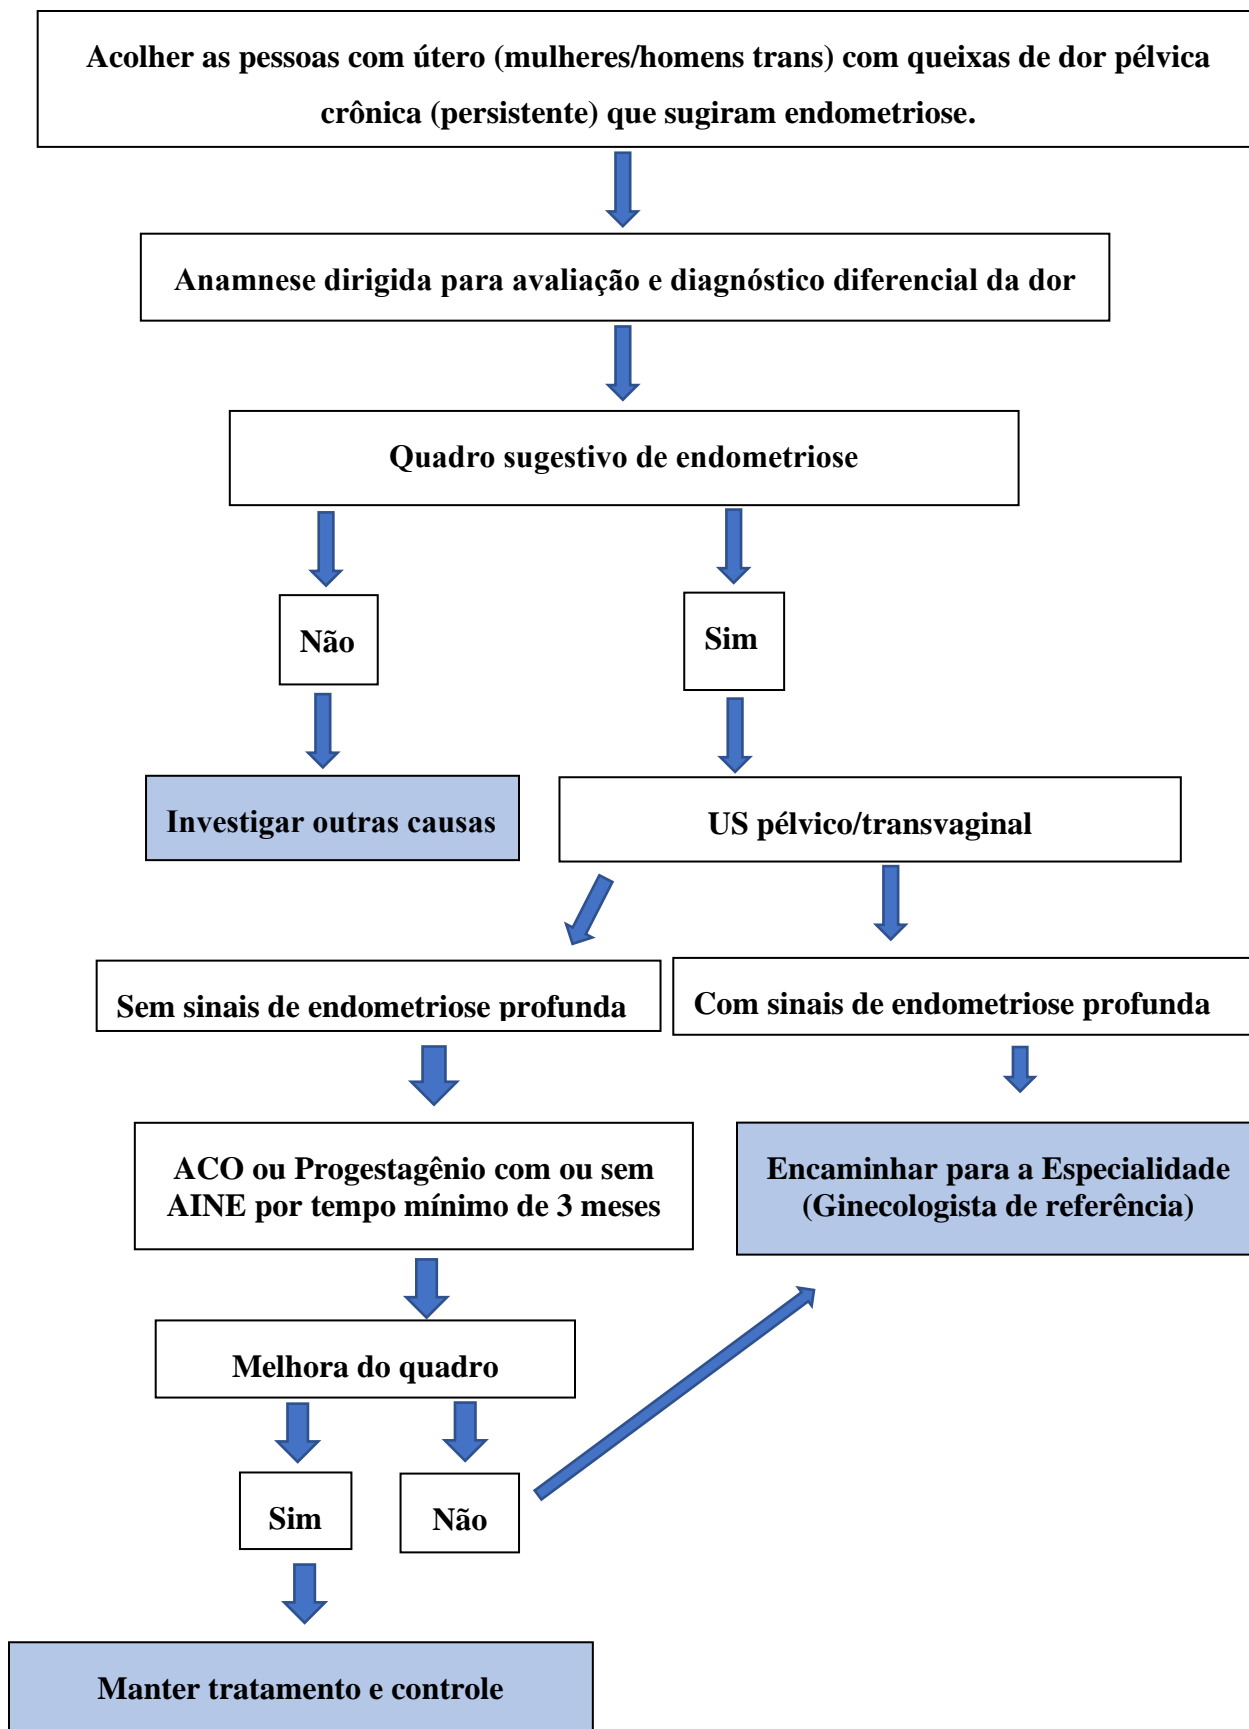 Acolher as pessoas com útero (mulheres/homens trans) com queixas de dor pélvica
crônica (persistente) que sugiram endometriose.
Anamnese dirigida para avaliação e diagnóstico diferencial da dor
Quadro sugestivo de endometriose
Não
Sim
Investigar outras causas
US pélvico/transvaginal
Sem sinais de endometriose profunda
Com sinais de endometriose profunda
ACO ou Progestagênio com ou sem
AINE por tempo mínimo de 3 meses
Encaminhar para a Especialidade
(Ginecologista de referência)
Melhora do quadro
Sim
Não
Manter tratamento e controle